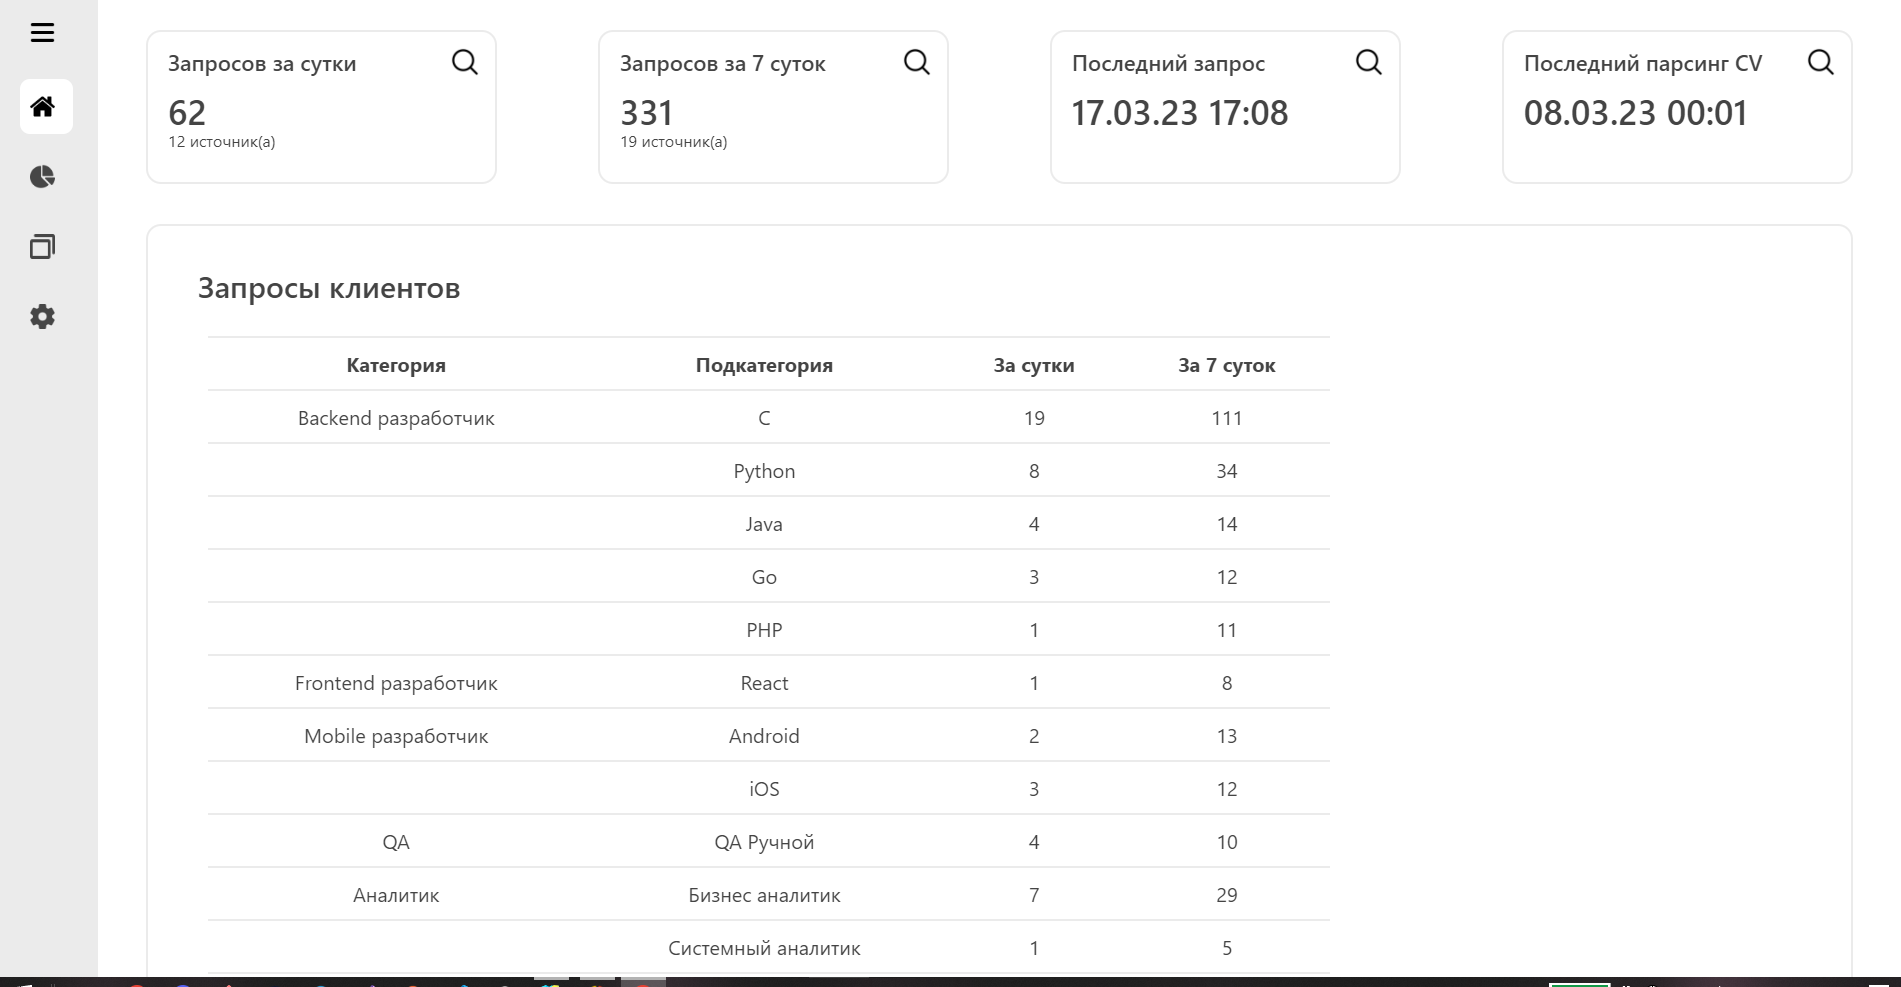 Запросов за сутки
62
12 источник(а)
Запросов за 7 суток
331
19 источник(а)
Последний запрос
17.03.23 17:08
Последний парсинг CV
08.03.23 00:01
Запросы клиентов
Категория Подкатегория За сутки За 7 суток
Backend разработчик C 19 111
Python 8 34
Java 4 14
Go 3 12
PHP 1 11
Frontend разработчик React 1 8
Mobile разработчик Android 2 13
iOS 3 12
QA QA Ручной 4 10
Аналитик Бизнес аналитик 7 29
Системный аналитик 1 5